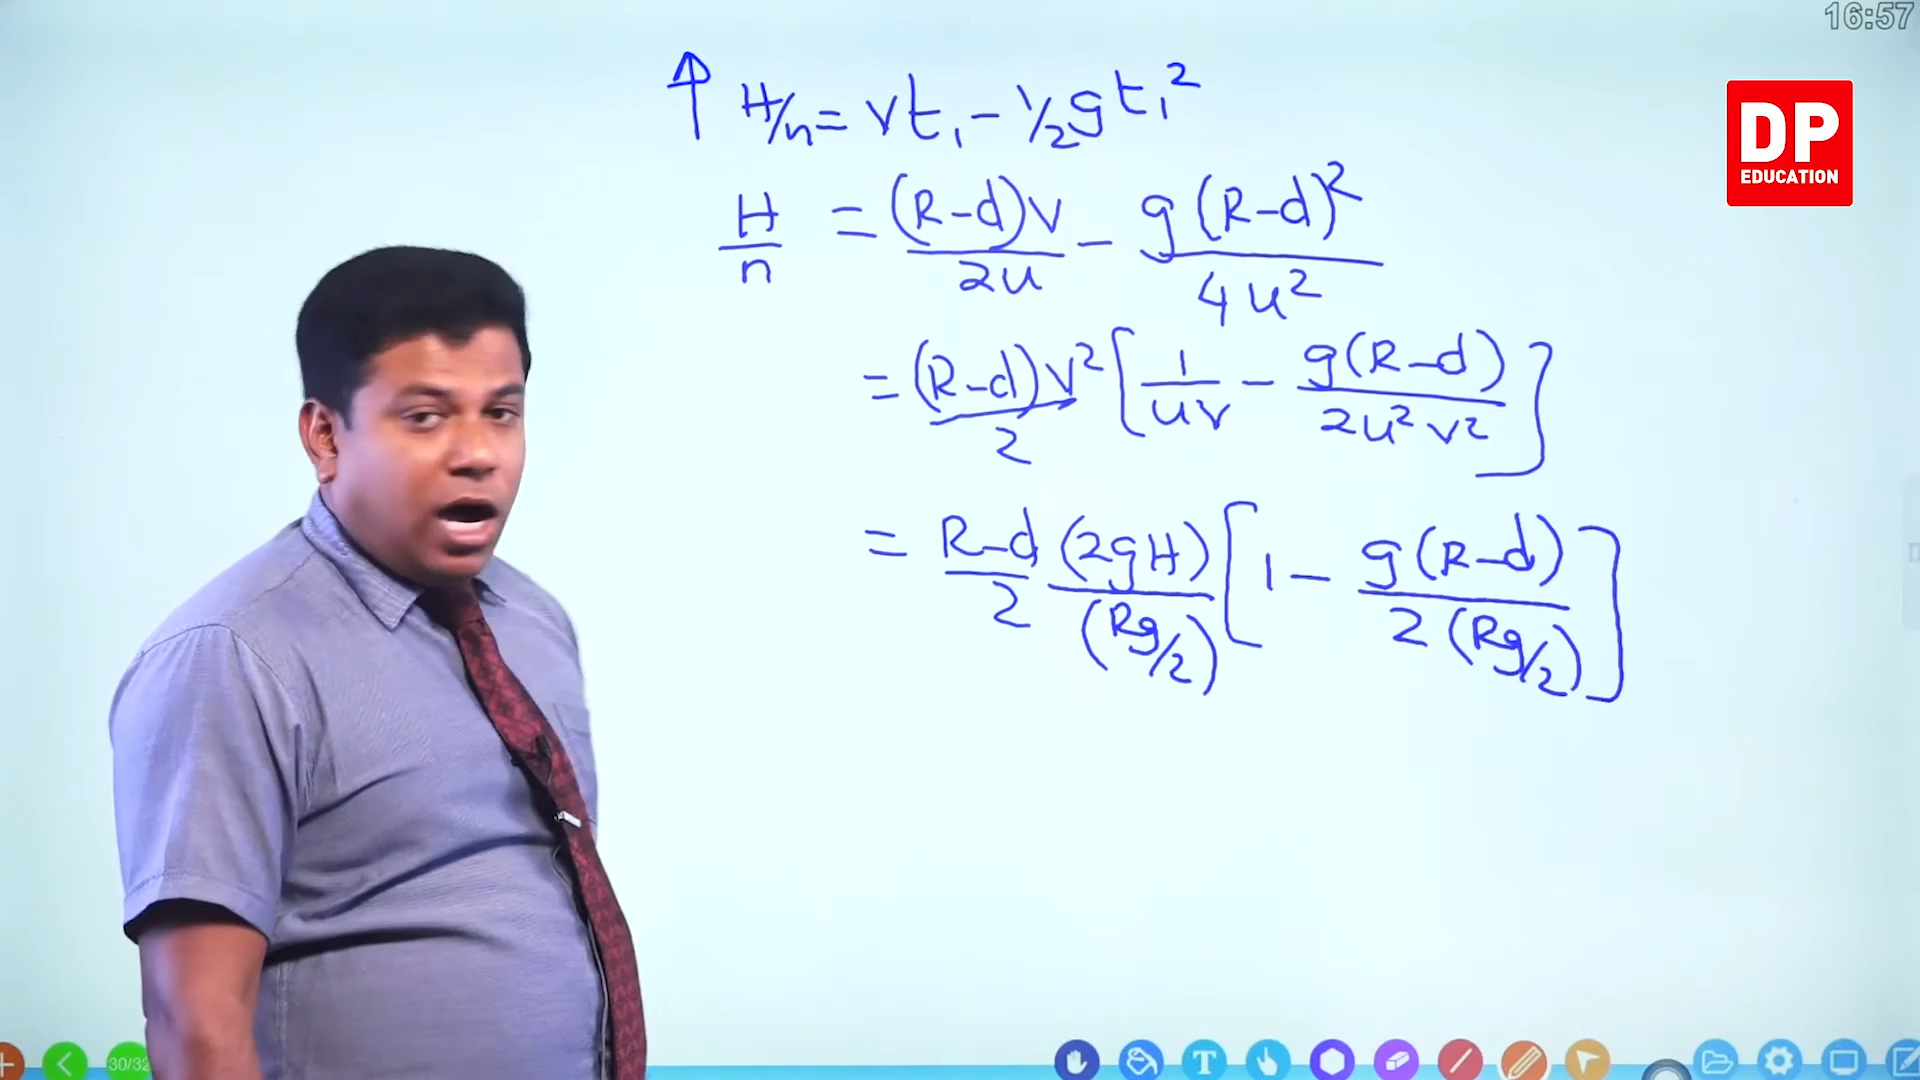 16:57
DP
EDUCATION
↑ H/n = vt₁ - ½gt₁²
H/n = (R-d)v/2u - g(R-d)²/4u²
= (R-d)v²/2 [1/uv - g(R-d)/2u²v²]
= R-d/2 (2gH)/(Rg/2) [1 - g(R-d)/2(Rg/2)]
30/32
T